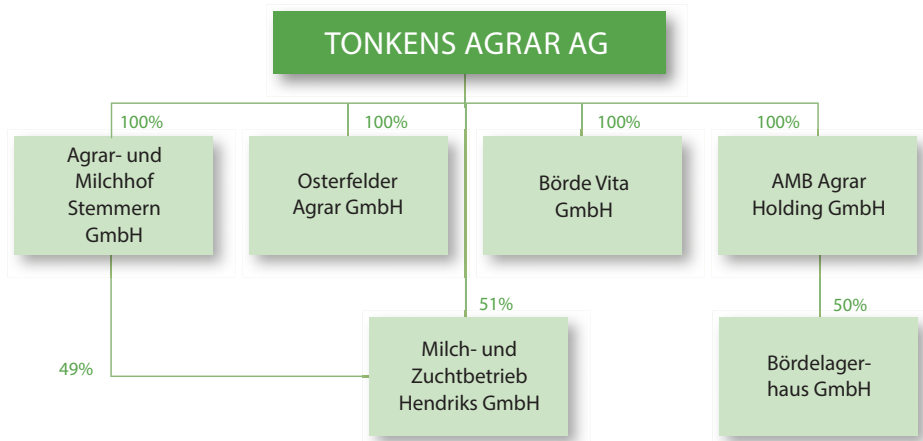 TONKENS AGRAR AG
100%
100%
100%
100%
Agrar- und
Milchhof
Stemmern
GmbH
Osterfelder
Agrar GmbH
Börde Vita
GmbH
AMB Agrar
Holding GmbH
51%
50%
49%
Milch- und
Zuchtbetrieb
Hendriks GmbH
Bördelager-
haus GmbH